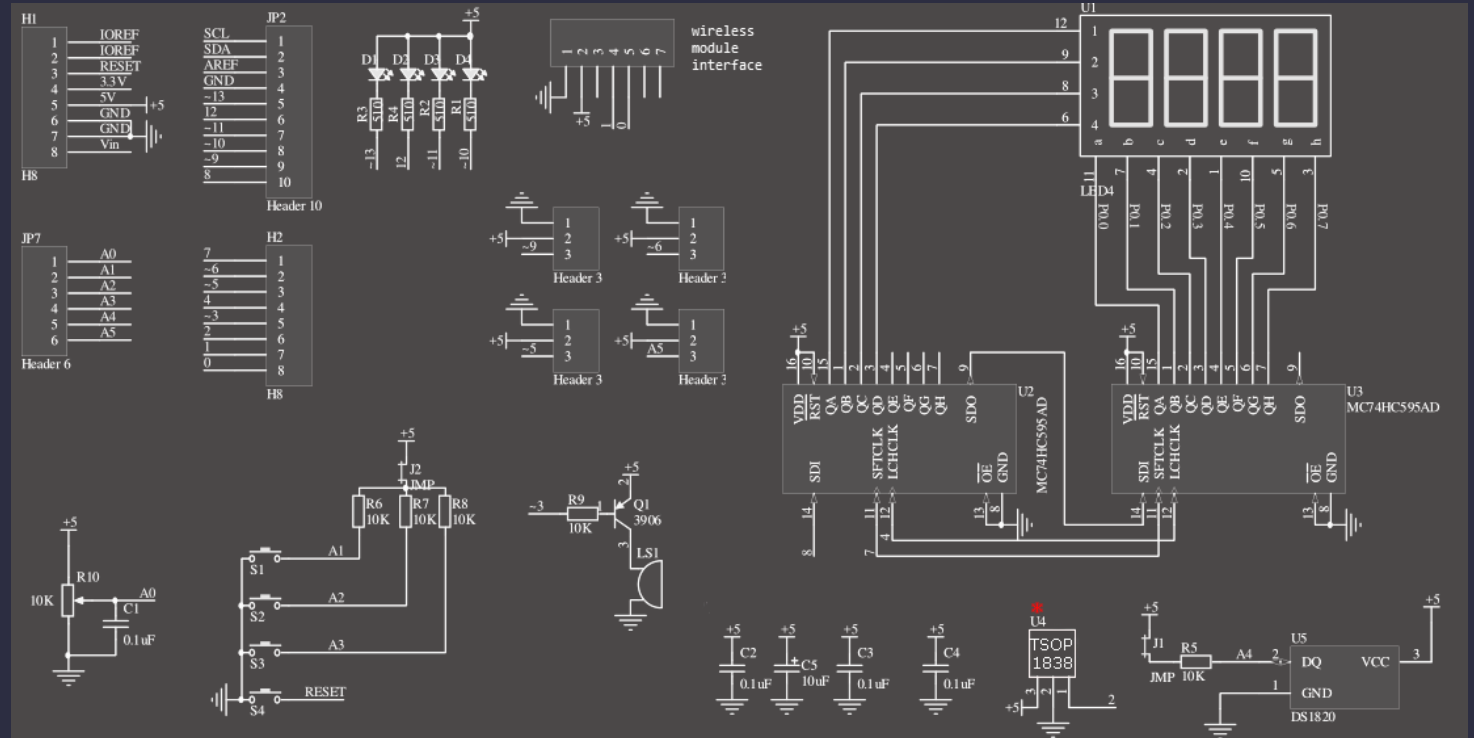 H1
1 IOREF
2 IOREF
3 RESET
4 3.3V
5 5V +5
6 GND
7 GND
8 Vin
H8
JP2
SCL 1
SDA 2
AREF 3
GND 4
~13 5
12 6
~11 7
~10 8
~9 9
8 10
Header 10
+5
D1 D2 D3 D4
R3 R4 R2 R1
510 510 510 510
~13 12 ~11 ~10
1 2 3 4 5 6 7
+5
1 0
wireless
module
interface
U1
12 1
9 2
8 3
6 4
a b c d e f g h
11 7 4 2 1 10 5 3
LED4
P0.0 P0.1 P0.2 P0.3 P0.4 P0.5 P0.6 P0.7
JP7
1 A0
2 A1
3 A2
4 A3
5 A4
6 A5
Header 6
H2
7 1
~6 2
~5 3
4 4
~3 5
2 6
1 7
0 8
H8
1
+5 2
~9 3
Header 3
1
+5 2
~6 3
Header 3
1
+5 2
~5 3
Header 3
1
+5 2
A5 3
Header 3
+5
16 10 15 1 2 3 4 5 6 7 9
VDD RST QA QB QC QD QE QF QG QH SDO
U2
MC74HC595AD
SDI SFTCLK LCHCLK OE GND
14 11 12 13 8
8 7 4
+5
16 10 15 1 2 3 4 5 6 7 9
VDD RST QA QB QC QD QE QF QG QH SDO
U3
MC74HC595AD
SDI SFTCLK LCHCLK OE GND
14 11 12 13 8
+5
R10
10K
A0
C1
0.1uF
+5
J2
JMP
R6 R7 R8
10K 10K 10K
S1 A1
S2 A2
S3 A3
S4 RESET
+5
~3 R9 1 2 Q1
10K 3906
3
LS1
+5 C2
0.1uF
+5 C5
+
10uF
+5 C3
0.1uF
+5 C4
0.1uF
U4
TSOP
1838
3 2 1
+5 2
+5
J1
JMP
R5
10K
A4
U5
2 DQ VCC 3
1 GND
DS1820
+5